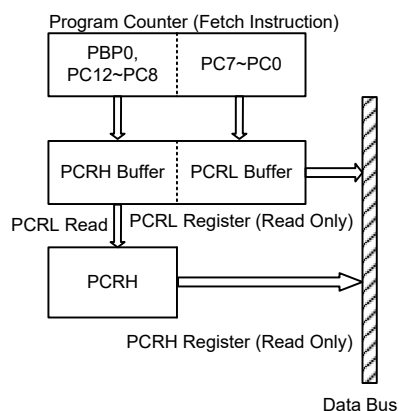 Program Counter (Fetch Instruction)
PBP0,
PC12~PC8
PC7~PC0
PCRH Buffer
PCRL Buffer
PCRL Read
PCRL Register (Read Only)
PCRH
PCRH Register (Read Only)
Data Bus